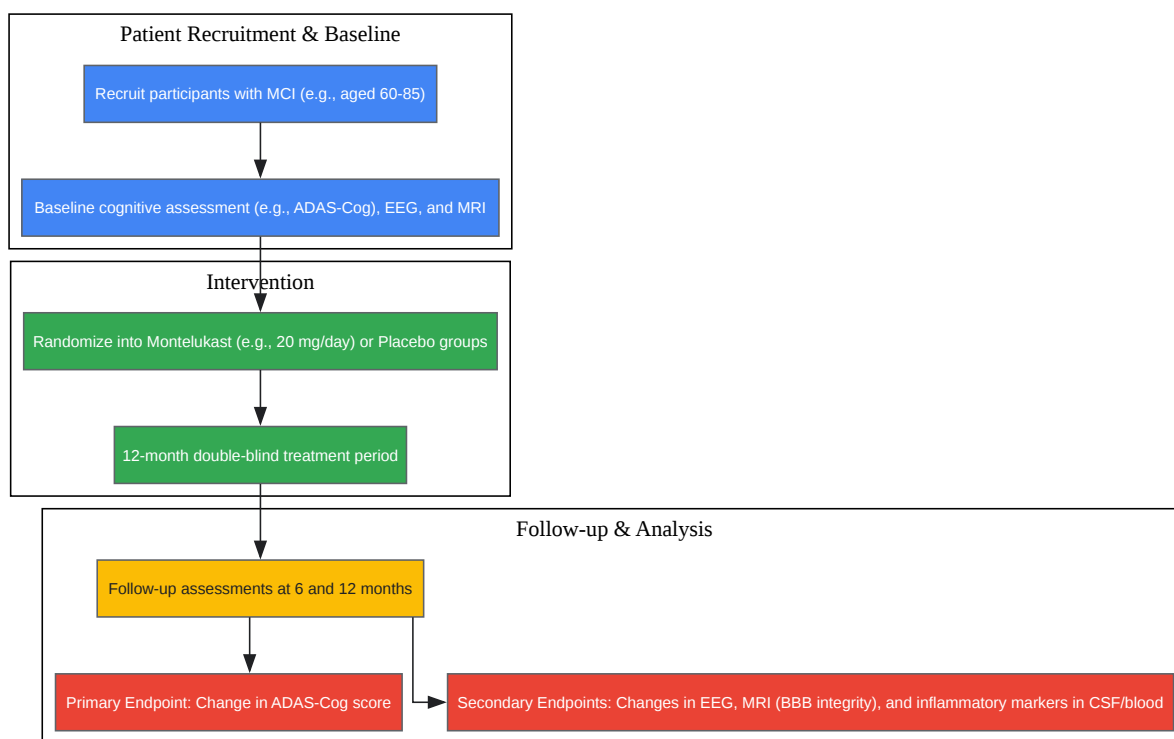 Patient Recruitment & Baseline
Recruit participants with MCI (e.g., aged 60-85)
Baseline cognitive assessment (e.g., ADAS-Cog), EEG, and MRI
Intervention
Randomize into Montelukast (e.g., 20 mg/day) or Placebo groups
12-month double-blind treatment period
Follow-up & Analysis
Follow-up assessments at 6 and 12 months
Primary Endpoint: Change in ADAS-Cog score
Secondary Endpoints: Changes in EEG, MRI (BBB integrity), and inflammatory markers in CSF/blood